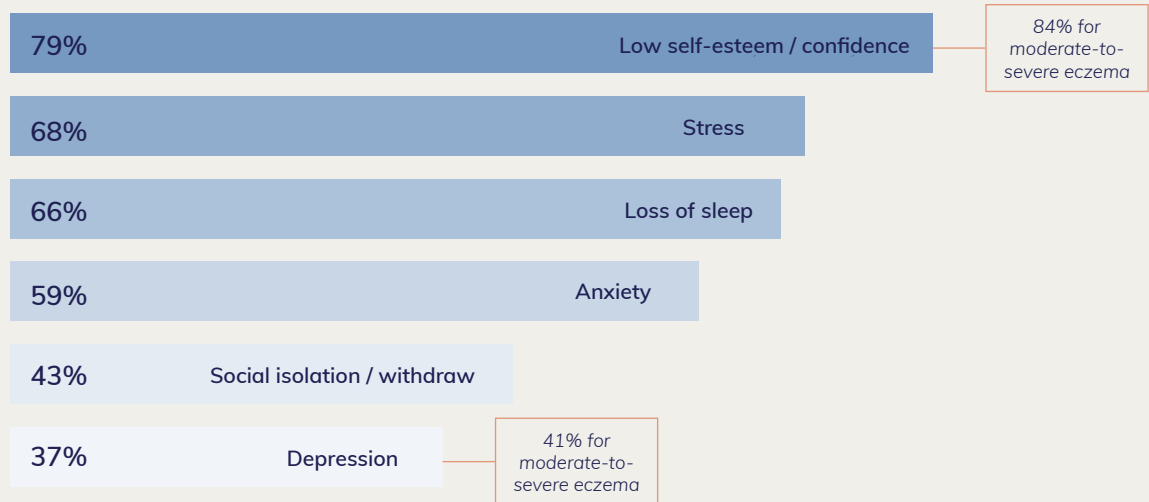 79%
Low self-esteem / confidence
84% for
moderate-to-
severe eczema
68%
Stress
66%
Loss of sleep
59%
Anxiety
43%
Social isolation / withdraw
37%
Depression
41% for
moderate-to-
severe eczema